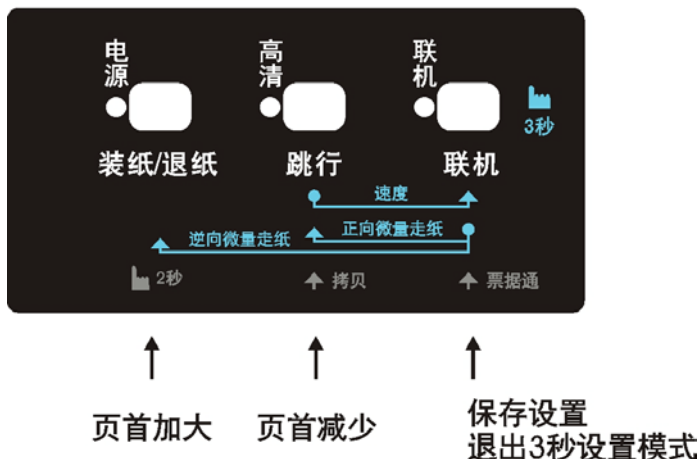 电源
高清
联机
3秒
装纸/退纸
跳行
联机
速度
正向微量走纸
逆向微量走纸
2秒
拷贝
票据通
页首加大
页首减少
保存设置
退出3秒设置模式